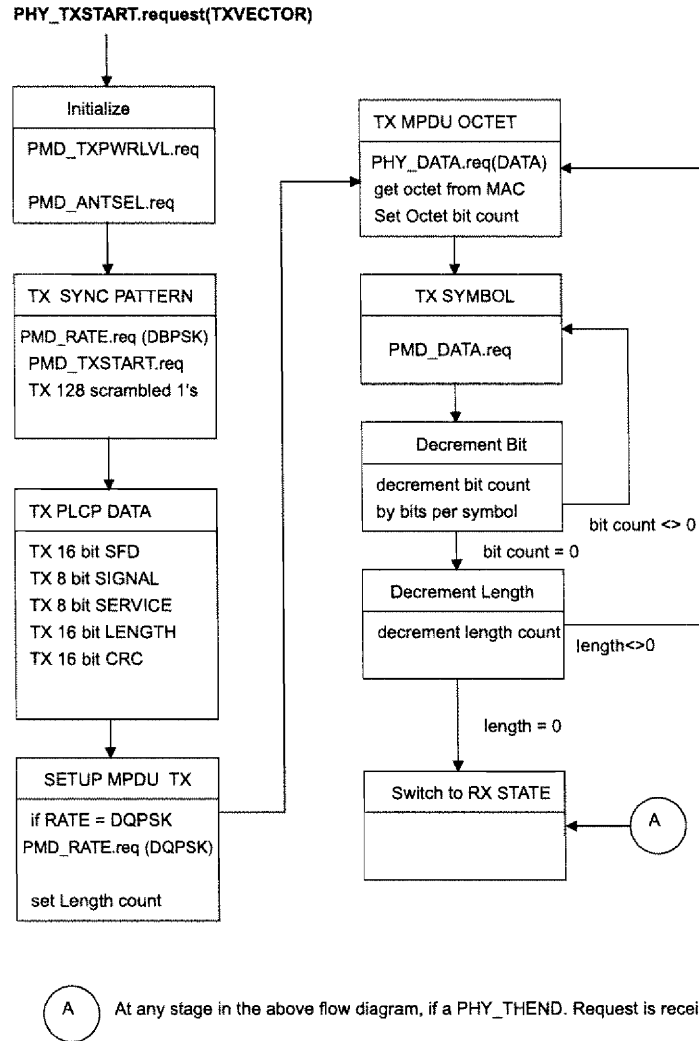 PHY_TXSTART.request(TXVECTOR)
Initialize
PMD_TXPWRLVL.req
PMD_ANTSEL.req
TX SYNC PATTERN
PMD_RATE.req (DBPSK)
PMD_TXSTART.req
TX 128 scrambled 1's
TX PLCP DATA
TX 16 bit SFD
TX 8 bit SIGNAL
TX 8 bit SERVICE
TX 16 bit LENGTH
TX 16 bit CRC
SETUP MPDU TX
if RATE = DQPSK
PMD_RATE.req (DQPSK)
set Length count
TX MPDU OCTET
PHY_DATA.req(DATA)
get octet from MAC
Set Octet bit count
TX SYMBOL
PMD_DATA.req
Decrement Bit
decrement bit count
by bits per symbol
bit count <> 0
bit count = 0
Decrement Length
decrement length count
length<>0
length = 0
Switch to RX STATE
A
A
At any stage in the above flow diagram, if a PHY_THEND. Request is recei